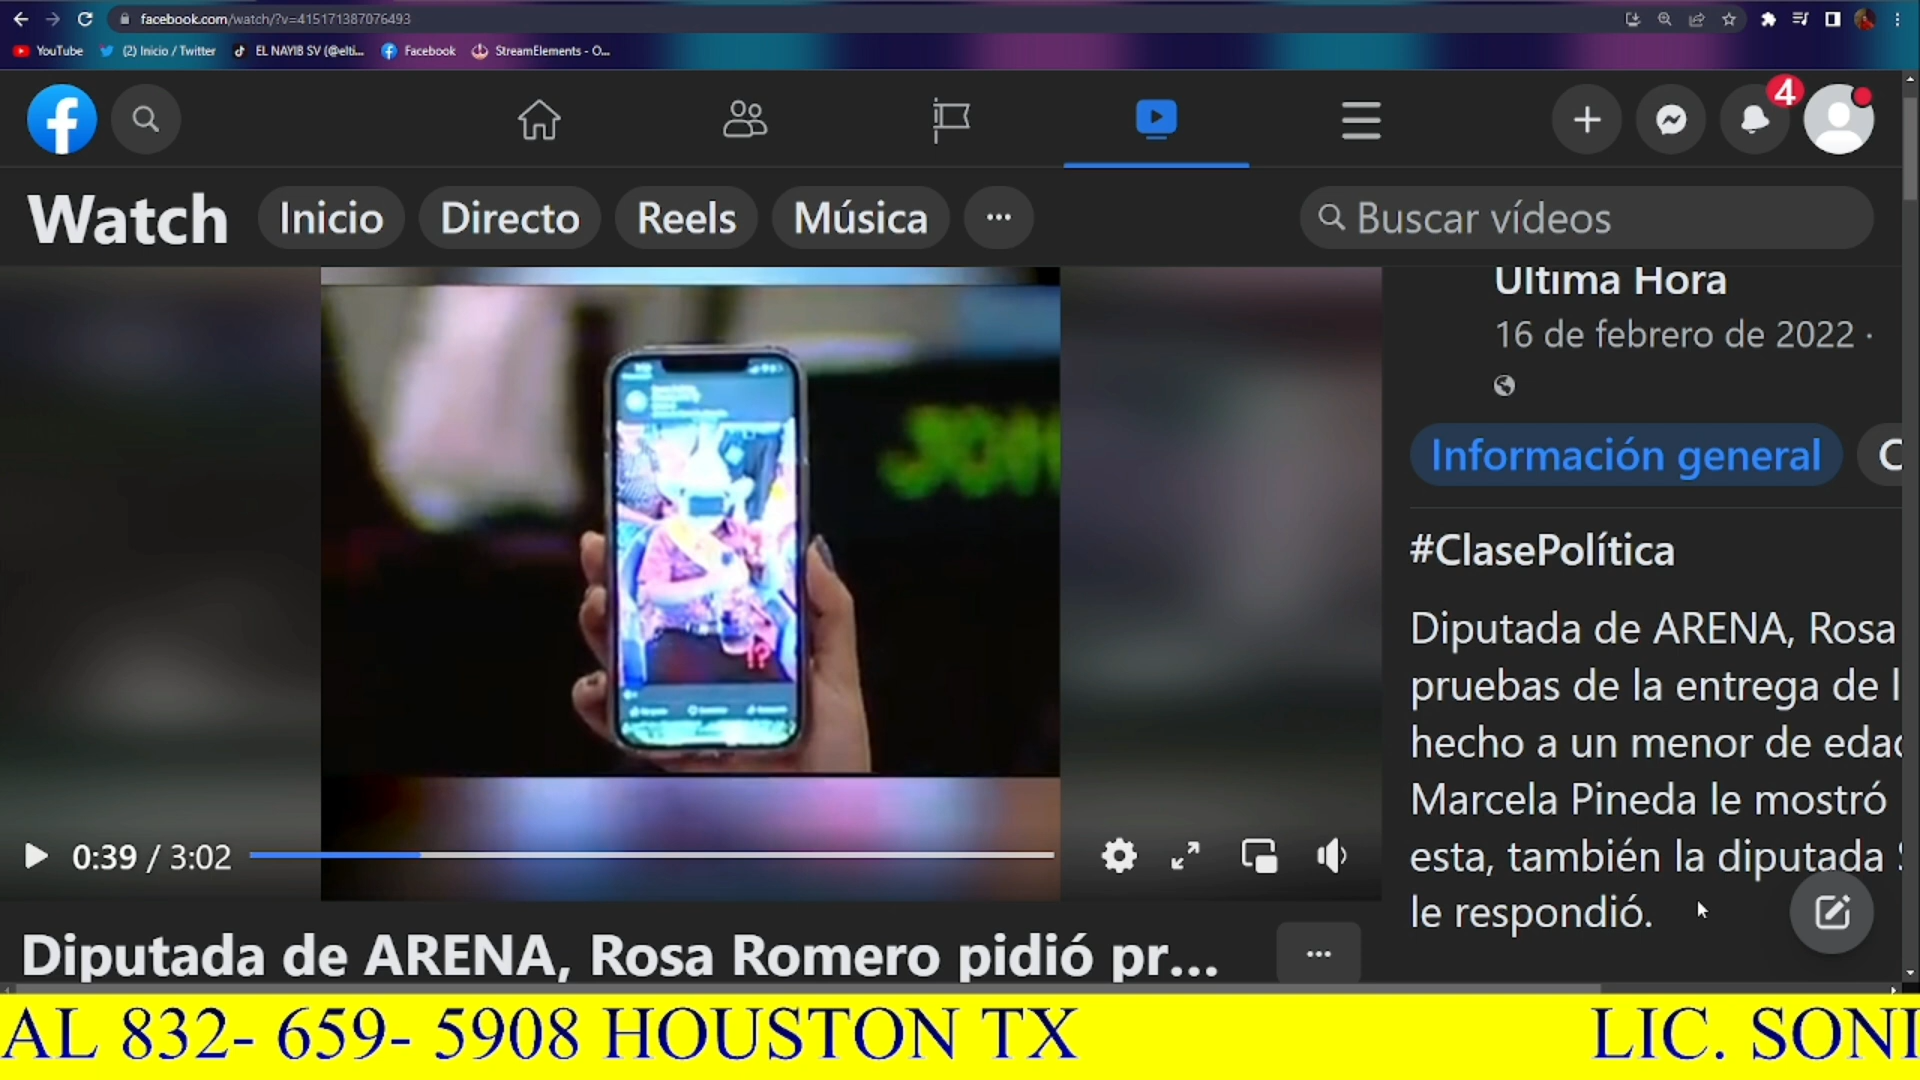 facebook.com/watch/?v=415171387076493
YouTube
(2) Inicio / Twitter
EL NAYIB SV (@elti...
Facebook
StreamElements - O...
4
Watch
Inicio
Directo
Reels
Música
Buscar vídeos
Última Hora
16 de febrero de 2022 ·
Información general
C
#ClasePolítica
Diputada de ARENA, Rosa
pruebas de la entrega de l
hecho a un menor de edad
Marcela Pineda le mostró
esta, también la diputada S
le respondió.
!?
0:39 / 3:02
Diputada de ARENA, Rosa Romero pidió pr...
AL 832- 659- 5908 HOUSTON TX
LIC. SONI